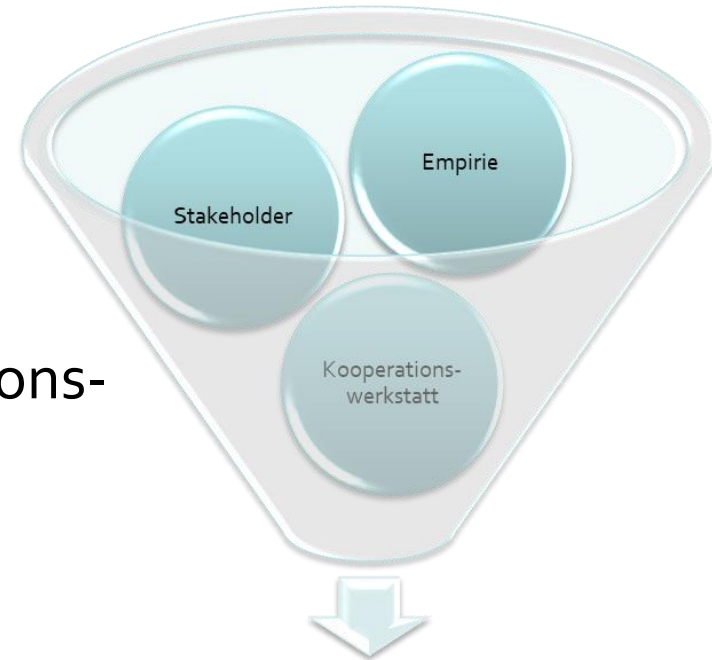 Empirie
Stakeholder
ons-
Kooperations-
werkstatt